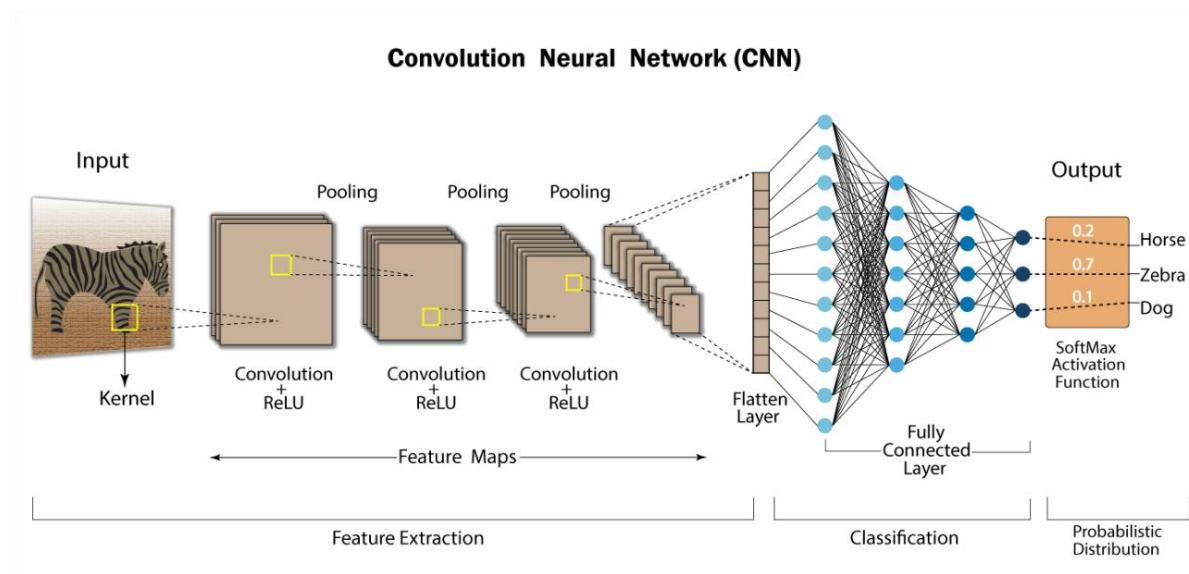 Convolution Neural Network (CNN)
Input
Pooling
Pooling
Pooling
Output
0.2
Horse
0.7
Zebra
0.1
Dog
Kernel
Convolution
+
ReLU
Convolution
+
ReLU
Convolution
+
ReLU
Flatten
Layer
SoftMax
Activation
Function
Feature Maps
Fully
Connected
Layer
Feature Extraction
Classification
Probabilistic
Distribution